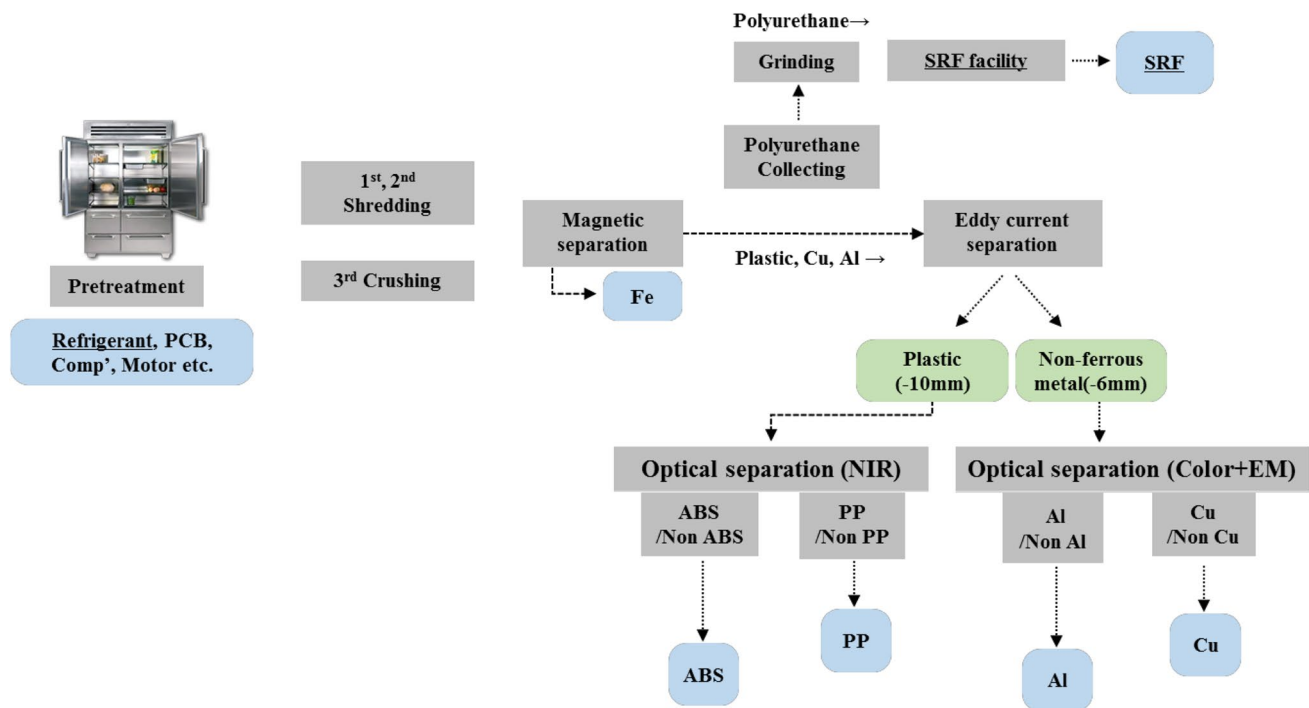 Polyurethane→
Grinding
SRF facility
SRF
Polyurethane
Collecting
1st, 2nd
Shredding
3rd Crushing
Magnetic
separation
Plastic, Cu, Al →
Eddy current
separation
Fe
Pretreatment
Refrigerant, PCB,
Comp’, Motor etc.
Plastic
(-10mm)
Non-ferrous
metal(-6mm)
Optical separation (NIR)
ABS
/Non ABS
PP
/Non PP
ABS
PP
Optical separation (Color+EM)
Al
/Non Al
Cu
/Non Cu
Al
Cu